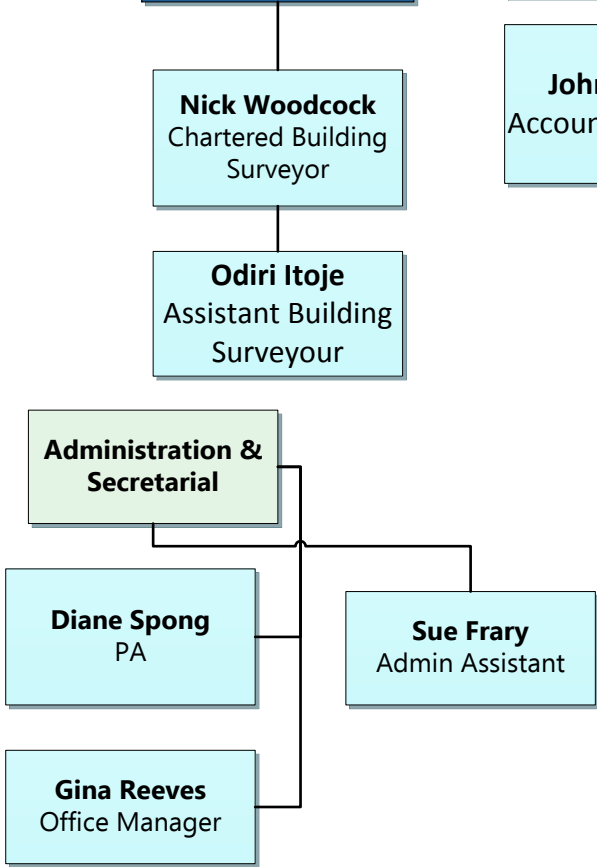 Nick Woodcock
Chartered Building
Surveyor
Odiri Itoje
Assistant Building
Surveyour
Administration &
Secretarial
Diane Spong
PA
Sue Frary
Admin Assistant
Gina Reeves
Office Manager